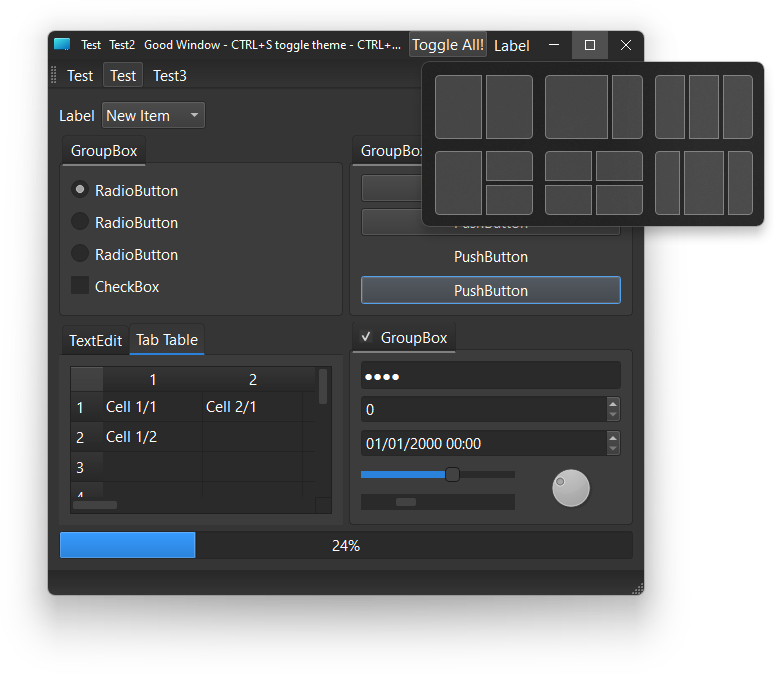 Test Test2 Good Window - CTRL+S toggle theme - CTRL+... Toggle All! Label
Test Test Test3
Label New Item
GroupBox
RadioButton
RadioButton
RadioButton
CheckBox
GroupBox
PushButton
PushButton
TextEdit Tab Table
1 2
1 Cell 1/1 Cell 2/1
2 Cell 1/2
3
4
GroupBox
0
01/01/2000 00:00
24%